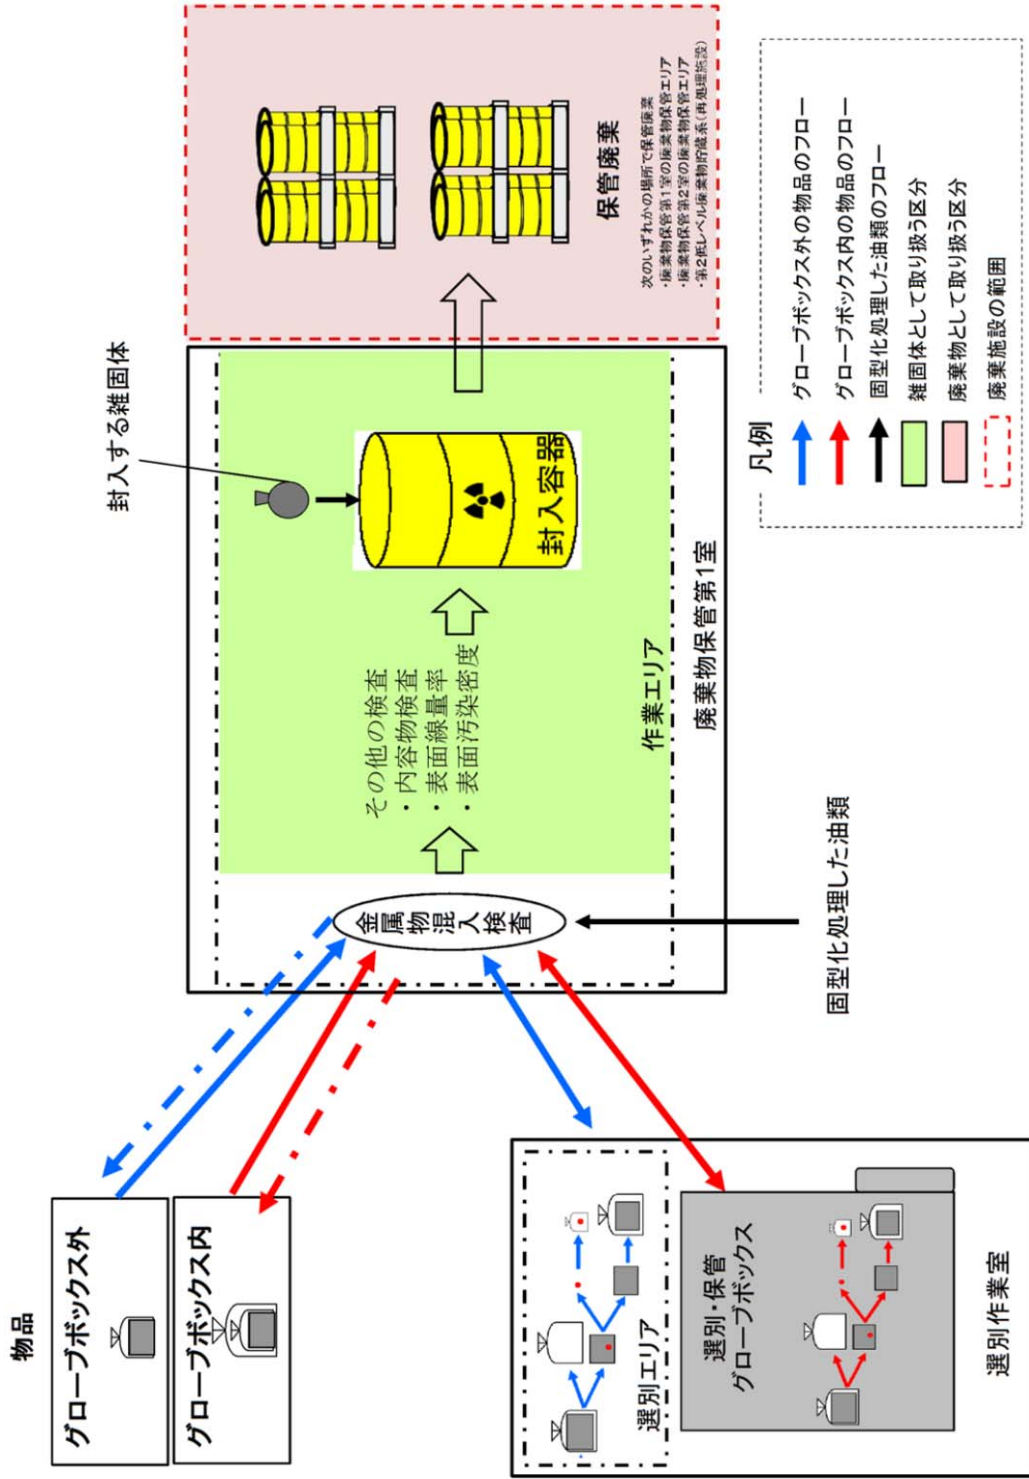 物品
グローブボックス外
グローブボックス内
金属物混入検査
その他の検査
・内容物検査
・表面線量率
・表面汚染密度
封入する雑固体
封入容器
作業エリア
廃棄物保管第1室
保管廃棄
次のいずれかの場所で保管廃棄
・廃棄物保管第1室の廃棄物保管エリア
・廃棄物保管第2室の廃棄物保管エリア
・第2低レベル廃棄物貯蔵系(再処理施設)
選別エリア
選別・保管
グローブボックス
選別作業室
固型化処理した油類
凡例
グローブボックス外の物品のフロー
グローブボックス内の物品のフロー
固型化処理した油類のフロー
雑固体として取り扱う区分
廃棄物として取り扱う区分
廃棄施設の範囲